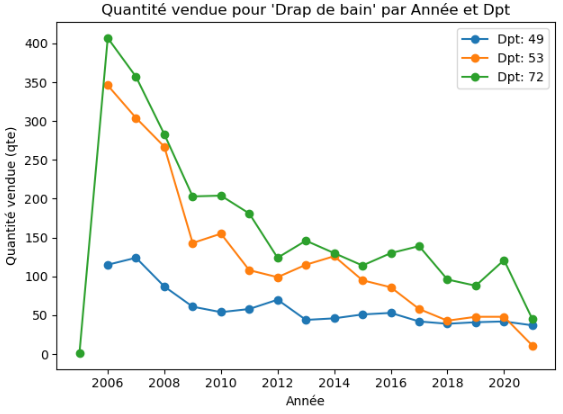 Quantité vendue pour 'Drap de bain' par Année et Dpt
Quantité vendue (qte)
400
350
300
250
200
150
100
50
0
Dpt: 49
Dpt: 53
Dpt: 72
2006 2008 2010 2012 2014 2016 2018 2020
Année